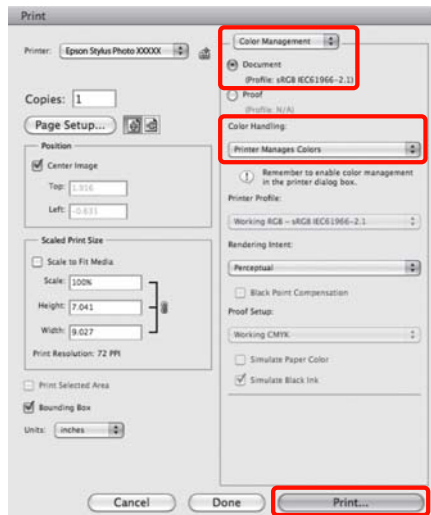 Print
Printer: Epson Stylus Photo XXXXX
Copies: 1
Page Setup...
Position
Center Image
Top: 1.956
Left: -0.631
Scaled Print Size
Scale to Fit Media
Scale: 100%
Height: 7.041
Width: 9.027
Print Resolution: 72 PPI
Print Selected Area
Bounding Box
Units: inches
Color Management
Document
(Profile: sRGB IEC61966-2.1)
Proof
(Profile: N/A)
Color Handling:
Printer Manages Colors
Remember to enable color management
in the printer dialog box.
Printer Profile:
Working RGB - sRGB IEC61966-2.1
Rendering Intent:
Perceptual
Black Point Compensation
Proof Setup:
Working CMYK
Simulate Paper Color
Simulate Black Ink
Cancel
Done
Print...